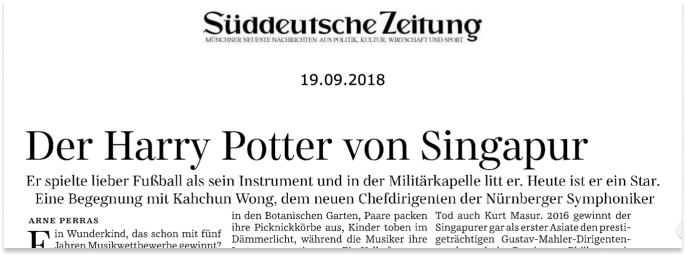 Süddeutsche Zeitung
MÜNCHNER NEUESTE NACHRICHTEN AUS POLITIK, KULTUR, WIRTSCHAFT UND SPORT
19.09.2018
Der Harry Potter von Singapur
Er spielte lieber Fußball als sein Instrument und in der Militärkapelle litt er. Heute ist er ein Star.
Eine Begegnung mit Kahchun Wong, dem neuen Chefdirigenten der Nürnberger Symphoniker
ARNE PERRAS
Ein Wunderkind, das schon mit fünf
Jahren Musikwettbewerbe gewinnt?
in den Botanischen Garten, Paare packen
ihre Picknickkörbe aus, Kinder toben im
Dämmerlicht, während die Musiker ihre
Tod auch Kurt Masur. 2016 gewinnt der
Singapurer gar als erster Asiate den presti-
geträchtigen Gustav-Mahler-Dirigenten-